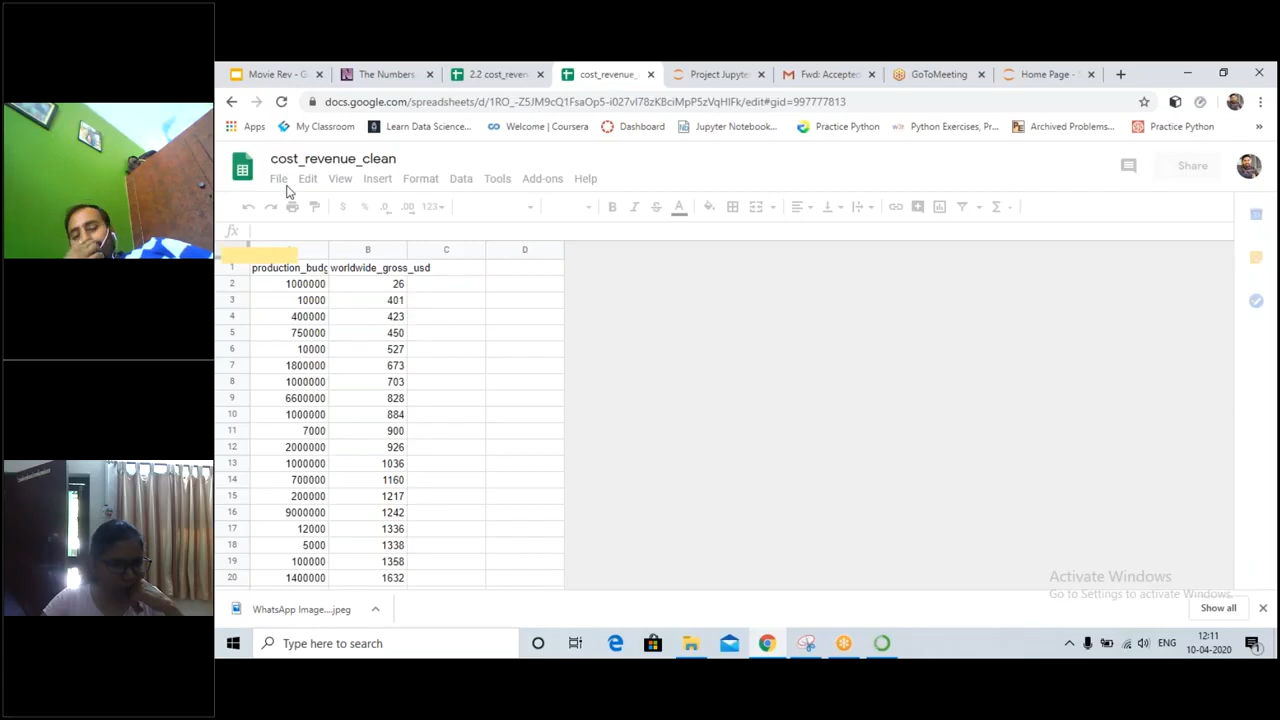 Movie Rev - G
The Numbers
2.2 cost_reven
cost_revenue_
Project Jupyte
Fwd: Accepted
GoToMeeting
Home Page -
docs.google.com/spreadsheets/d/1RO_-Z5JM9cQ1FsaOp5-i027vI78zKBciMpP5zVqHIFk/edit#gid=997777813
Apps
My Classroom
Learn Data Science...
Welcome | Coursera
Dashboard
Jupyter Notebook...
Practice Python
Python Exercises, Pr...
Archived Problems...
Practice Python
cost_revenue_clean
File Edit View Insert Format Data Tools Add-ons Help
Share
$ % .0 .00 123
B I S A
fx
B C D
1 production_budg worldwide_gross_usd
2 1000000 26
3 10000 401
4 400000 423
5 750000 450
6 10000 527
7 1800000 673
8 1000000 703
9 6600000 828
10 1000000 884
11 7000 900
12 2000000 926
13 1000000 1036
14 700000 1160
15 200000 1217
16 9000000 1242
17 12000 1336
18 5000 1338
19 100000 1358
20 1400000 1632
Activate Windows
Go to Settings to activate Windows.
WhatsApp Image....jpeg
Show all
Type here to search
ENG
12:11
10-04-2020